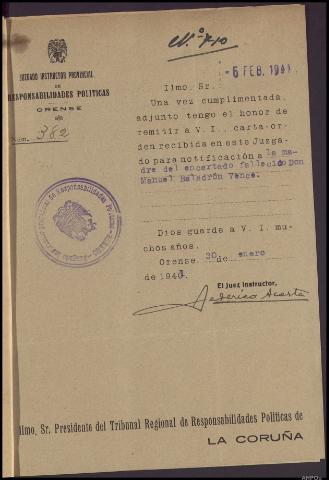 N.º 710
JUZGADO INSTRUCTOR PROVINCIAL
DE
RESPONSABILIDADES POLITICAS
ORENSE
Núm. 382
-6 FEB. 1941
Ilmo. Sr.
Una vez cumplimentada,
adjunto tengo el honor de
remitir a V. I., carta-or-
den recibida en este Juzga-
do para notificación a la ma-
dre del encartado fallecido Don
Manuel Baladrón Vence.
Dios guarda a V. I. mu-
chos años.
Orense, 30 de enero
de 1941
El juez instructor,
Federico Acosta
Ilmo. Sr. Presidente del Tribunal Regional de Responsabilidades Políticas de
LA CORUÑA